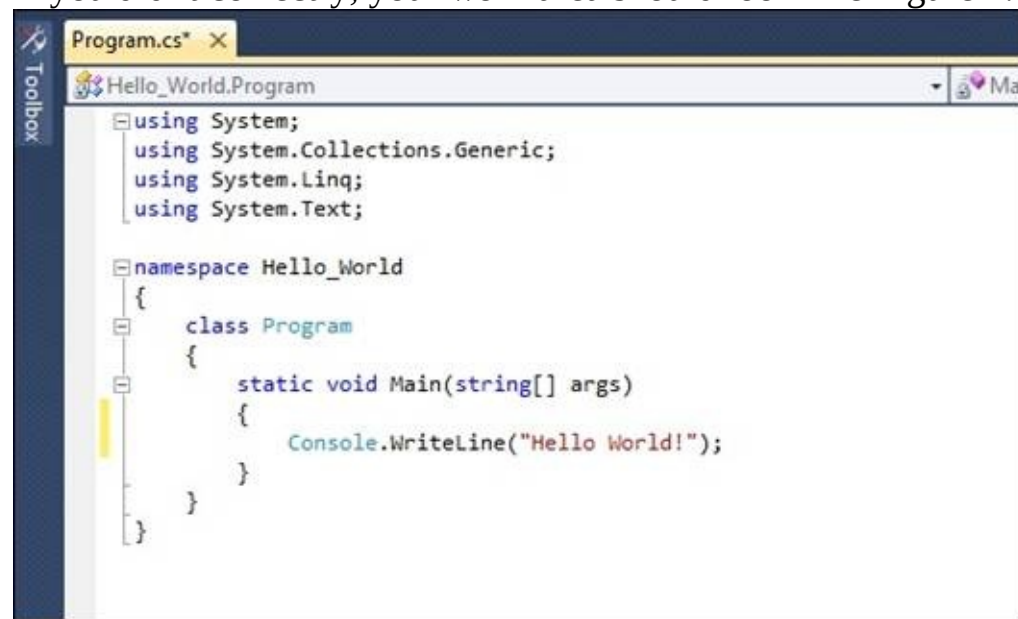 Program.cs* ×
Toolbox
Hello_World.Program
using System;
using System.Collections.Generic;
using System.Linq;
using System.Text;
namespace Hello_World
{
class Program
{
static void Main(string[] args)
{
Console.WriteLine("Hello World!");
}
}
}